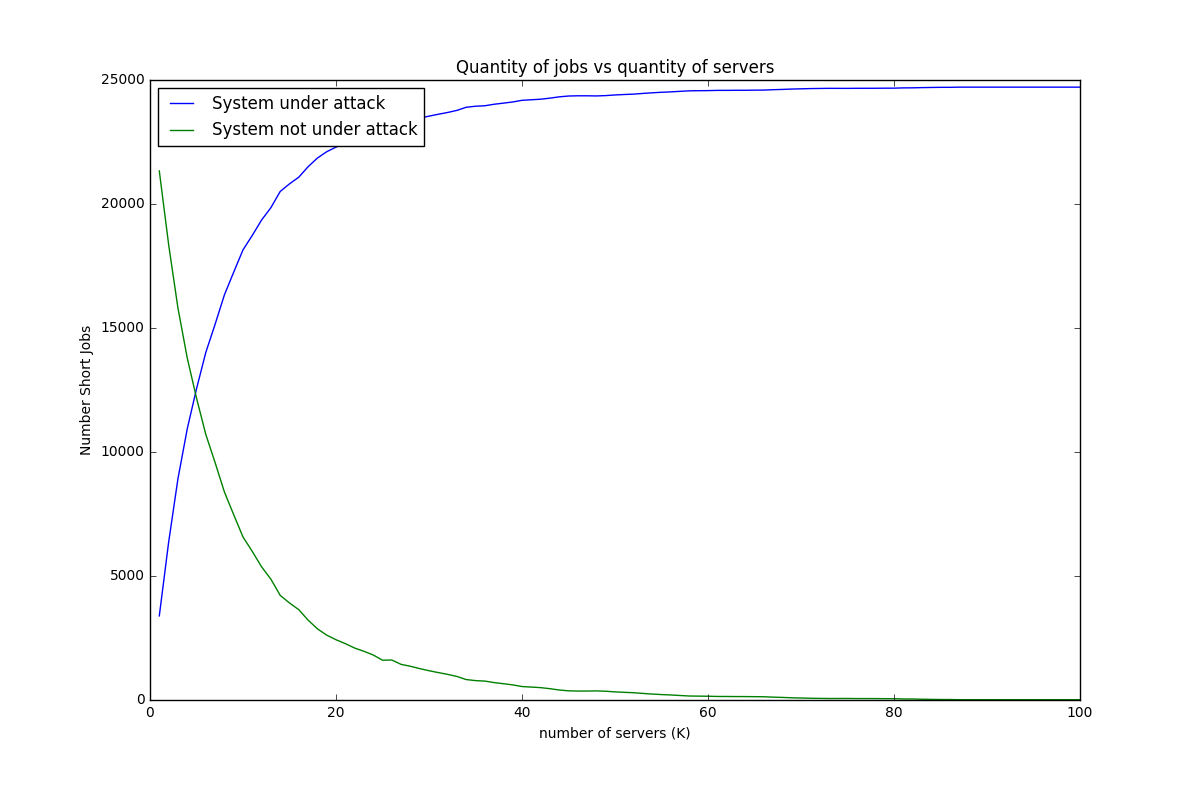 Quantity of jobs vs quantity of servers
25000
System under attack
System not under attack
20000
15000
Number Short Jobs
10000
5000
0
0 20 40 60 80 100
number of servers (K)